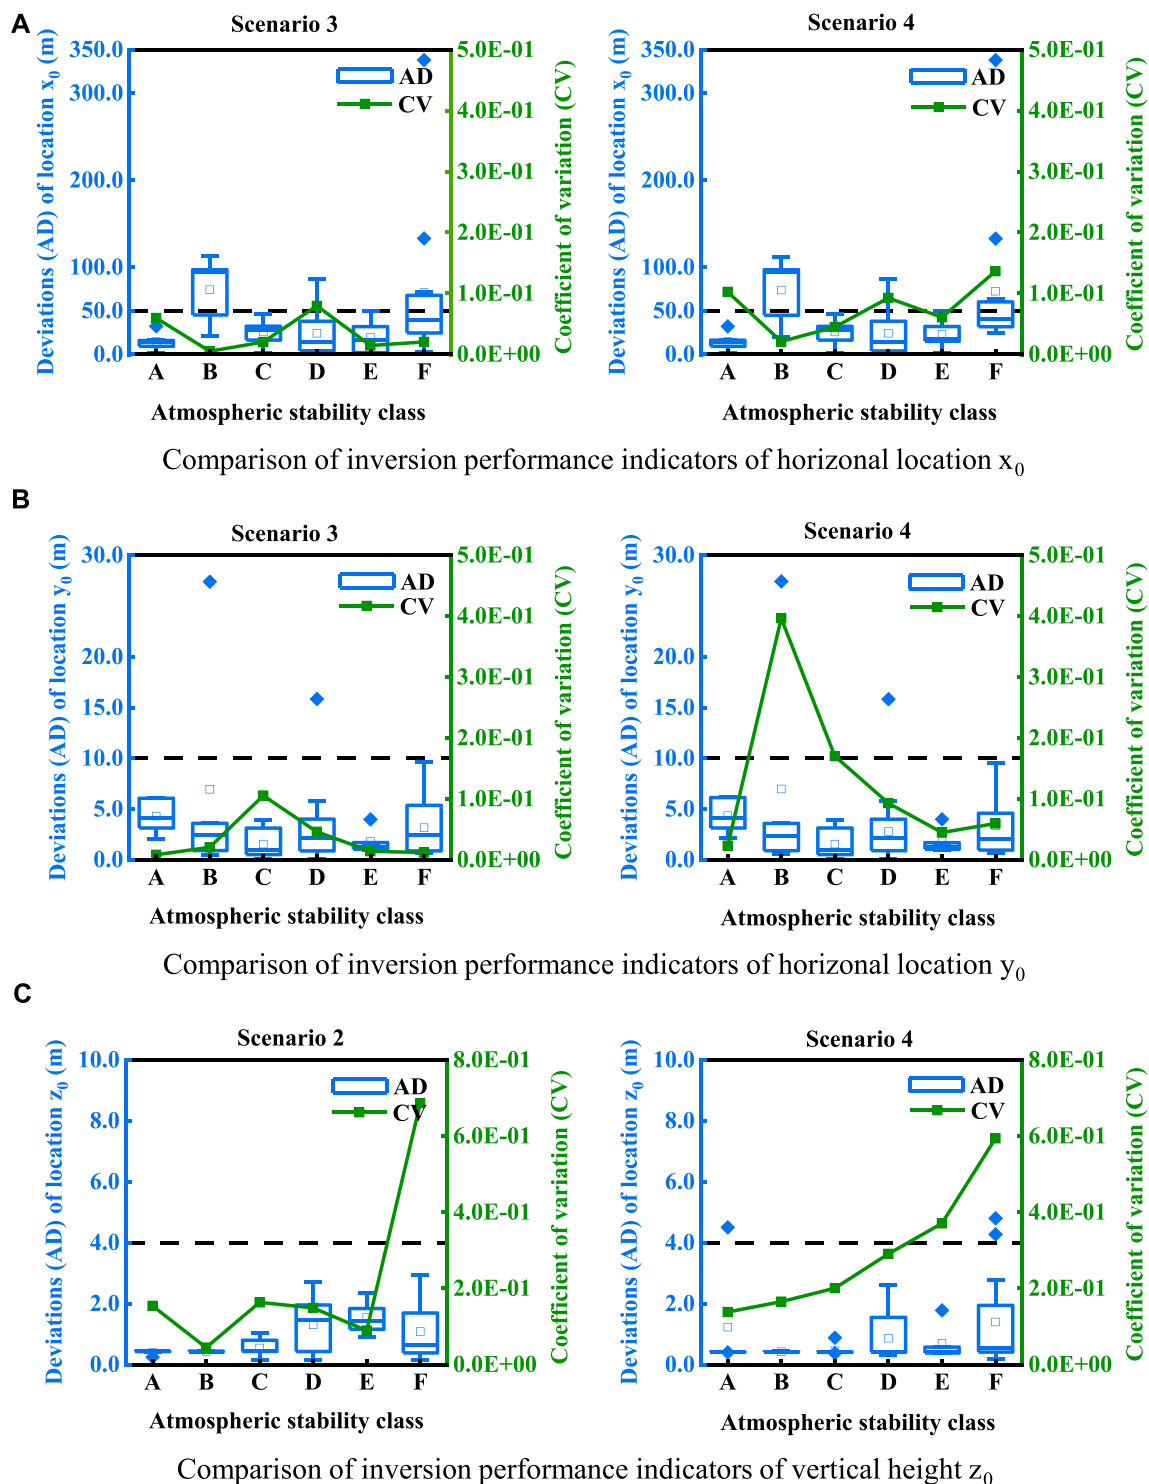 A
Scenario 3
Scenario 4
Deviations (AD) of location x0 (m)
350.0
300.0
200.0
100.0
50.0
0.0
AD
CV
5.0E-01
4.0E-01
3.0E-01
2.0E-01
1.0E-01
0.0E+00
Coefficient of variation (CV)
A B C D E F
Atmospheric stability class
Deviations (AD) of location x0 (m)
350.0
300.0
200.0
100.0
50.0
0.0
AD
CV
5.0E-01
4.0E-01
3.0E-01
2.0E-01
1.0E-01
0.0E+00
Coefficient of variation (CV)
A B C D E F
Atmospheric stability class
Comparison of inversion performance indicators of horizonal location x0
B
Scenario 3
Scenario 4
Deviations (AD) of location y0 (m)
30.0
20.0
15.0
10.0
5.0
0.0
AD
CV
5.0E-01
4.0E-01
3.0E-01
2.0E-01
1.0E-01
0.0E+00
Coefficient of variation (CV)
A B C D E F
Atmospheric stability class
Deviations (AD) of location y0 (m)
30.0
20.0
15.0
10.0
5.0
0.0
AD
CV
5.0E-01
4.0E-01
3.0E-01
2.0E-01
1.0E-01
0.0E+00
Coefficient of variation (CV)
A B C D E F
Atmospheric stability class
Comparison of inversion performance indicators of horizonal location y0
C
Scenario 2
Scenario 4
Deviations (AD) of location z0 (m)
10.0
8.0
6.0
4.0
2.0
0.0
AD
CV
8.0E-01
6.0E-01
4.0E-01
2.0E-01
0.0E+00
Coefficient of variation (CV)
A B C D E F
Atmospheric stability class
Deviations (AD) of location z0 (m)
10.0
8.0
6.0
4.0
2.0
0.0
AD
CV
8.0E-01
6.0E-01
4.0E-01
2.0E-01
0.0E+00
Coefficient of variation (CV)
A B C D E F
Atmospheric stability class
Comparison of inversion performance indicators of vertical height z0